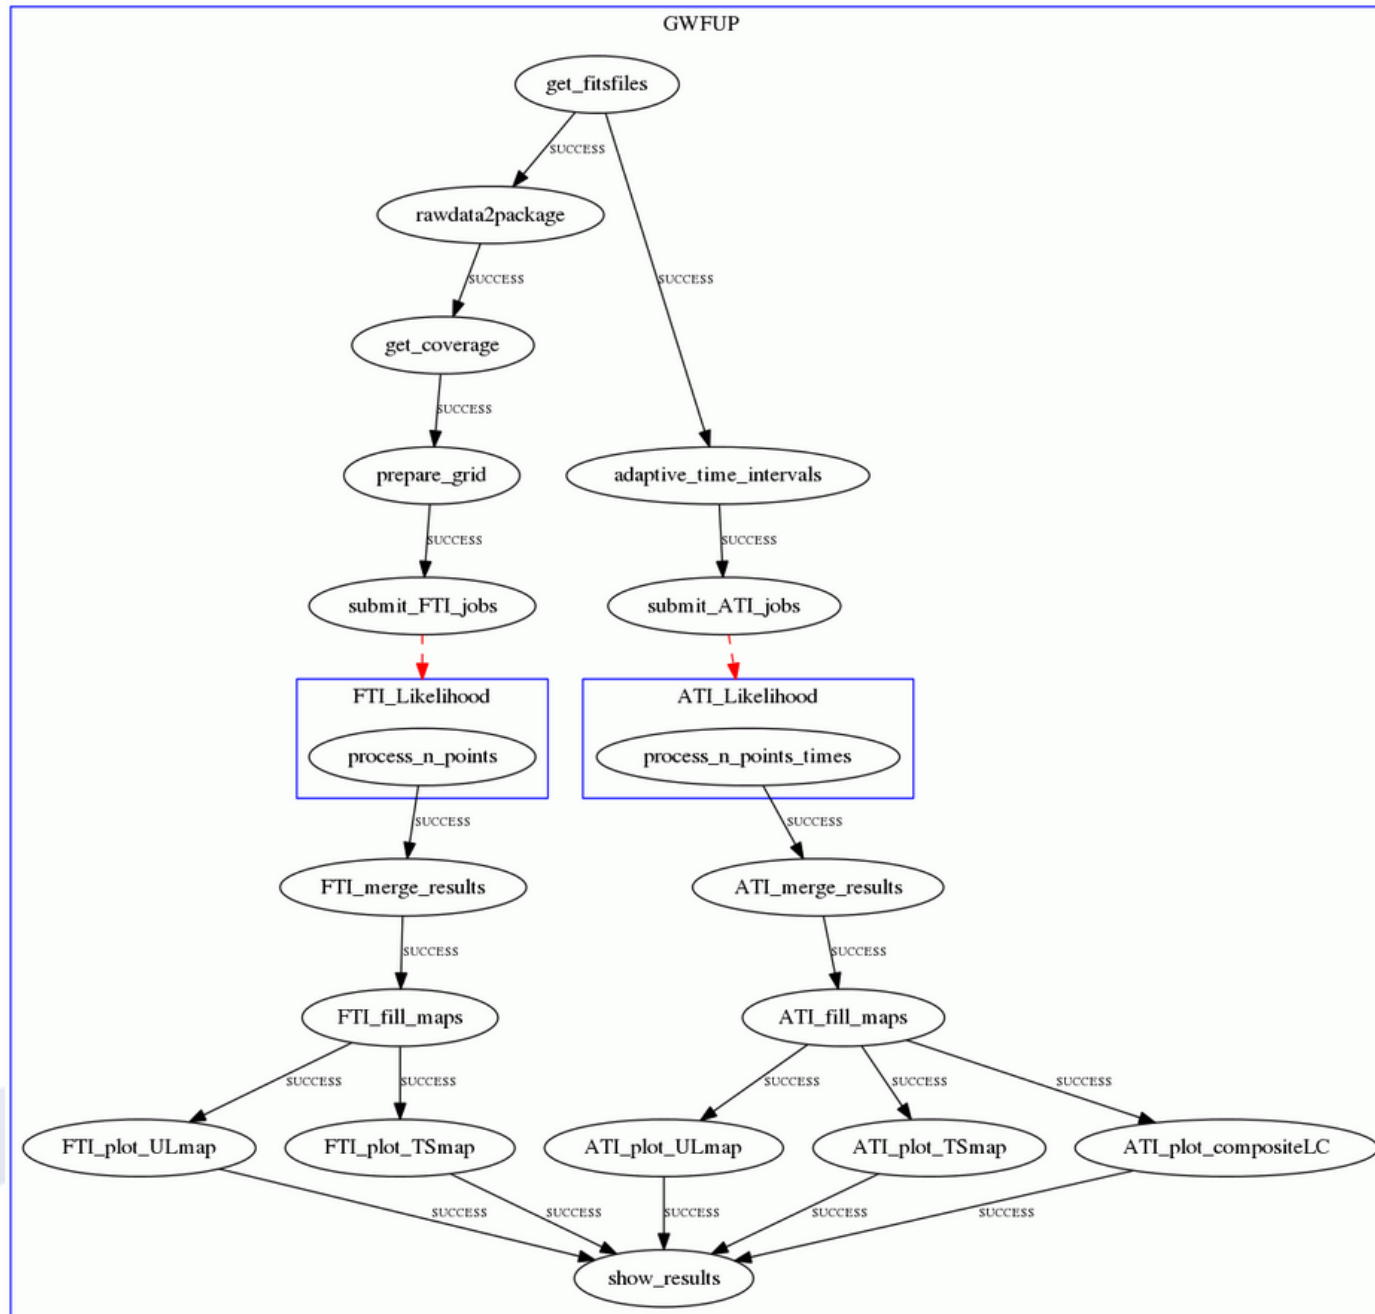 GWFUP
get_fitsfiles
SUCCESS
rawdata2package
SUCCESS
SUCCESS
get_coverage
SUCCESS
prepare_grid
adaptive_time_intervals
SUCCESS
SUCCESS
submit_FTI_jobs
submit_ATI_jobs
FTI_Likelihood
ATI_Likelihood
process_n_points
process_n_points_times
SUCCESS
SUCCESS
FTI_merge_results
ATI_merge_results
SUCCESS
SUCCESS
FTI_fill_maps
ATI_fill_maps
SUCCESS
SUCCESS
SUCCESS
SUCCESS
SUCCESS
FTI_plot_ULmap
FTI_plot_TSmap
ATI_plot_ULmap
ATI_plot_TSmap
ATI_plot_compositeLC
SUCCESS
SUCCESS
SUCCESS
SUCCESS
SUCCESS
show_results